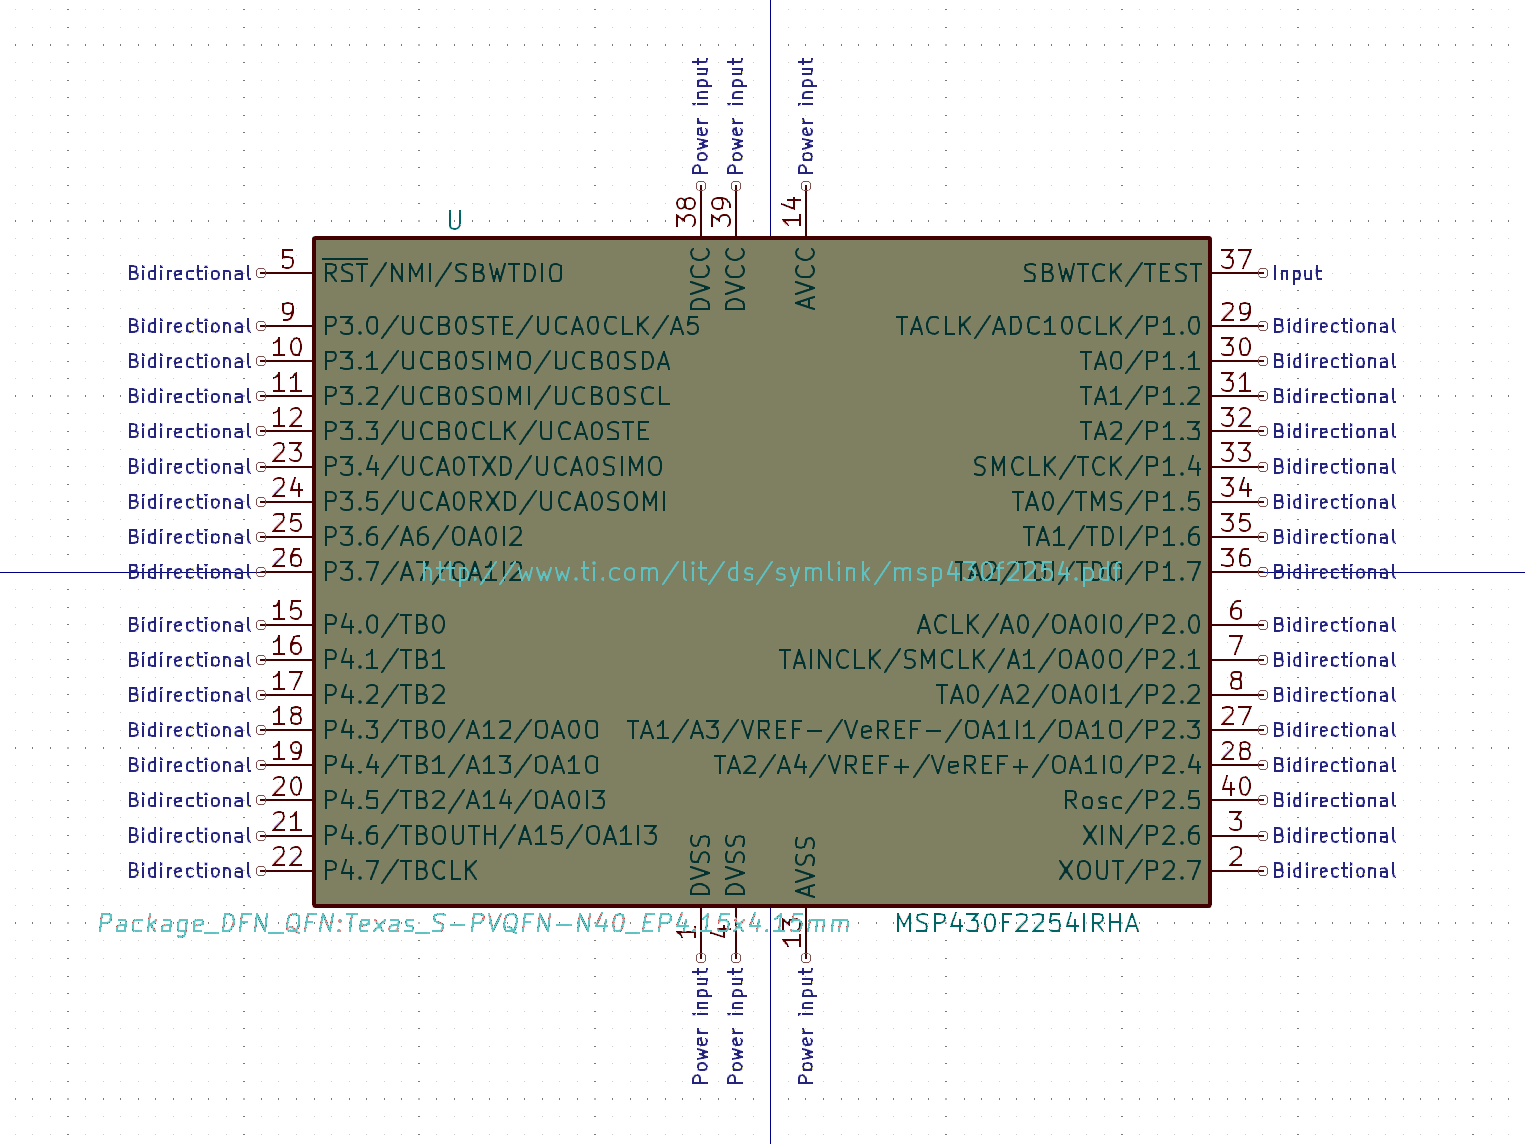 Power input
Power input
Power input
38
39
14
U
DVCC
DVCC
AVCC
Bidirectional 5 RST/NMI/SBWTDIO SBWTCK/TEST 37 Input
Bidirectional 9 P3.0/UCB0STE/UCA0CLK/A5 TACLK/ADC10CLK/P1.0 29 Bidirectional
Bidirectional 10 P3.1/UCB0SIMO/UCB0SDA TA0/P1.1 30 Bidirectional
Bidirectional 11 P3.2/UCB0SOMI/UCB0SCL TA1/P1.2 31 Bidirectional
Bidirectional 12 P3.3/UCB0CLK/UCA0STE TA2/P1.3 32 Bidirectional
Bidirectional 23 P3.4/UCA0TXD/UCA0SIMO SMCLK/TCK/P1.4 33 Bidirectional
Bidirectional 24 P3.5/UCA0RXD/UCA0SOMI TA0/TMS/P1.5 34 Bidirectional
Bidirectional 25 P3.6/A6/OA0I2 TA1/TDI/P1.6 35 Bidirectional
Bidirectional 26 P3.7/A7/OA1I2 http://www.ti.com/lit/ds/symlink/msp430f2254.pdf 36 Bidirectional
Bidirectional 15 P4.0/TB0 ACLK/A0/OA0I0/P2.0 6 Bidirectional
Bidirectional 16 P4.1/TB1 TAINCLK/SMCLK/A1/OA0O/P2.1 7 Bidirectional
Bidirectional 17 P4.2/TB2 TA0/A2/OA0I1/P2.2 8 Bidirectional
Bidirectional 18 P4.3/TB0/A12/OA0O TA1/A3/VREF-/VeREF-/OA1I1/OA1O/P2.3 27 Bidirectional
Bidirectional 19 P4.4/TB1/A13/OA1O TA2/A4/VREF+/VeREF+/OA1I0/P2.4 28 Bidirectional
Bidirectional 20 P4.5/TB2/A14/OA0I3 Rosc/P2.5 40 Bidirectional
Bidirectional 21 P4.6/TBOUTH/A15/OA1I3 XIN/P2.6 3 Bidirectional
Bidirectional 22 P4.7/TBCLK XOUT/P2.7 2 Bidirectional
DVSS
DVSS
AVSS
Package_DFN_QFN:Texas_S-PVQFN-N40_EP4.15x4.15mm MSP430F2254IRHA
1
4
13
Power input
Power input
Power input